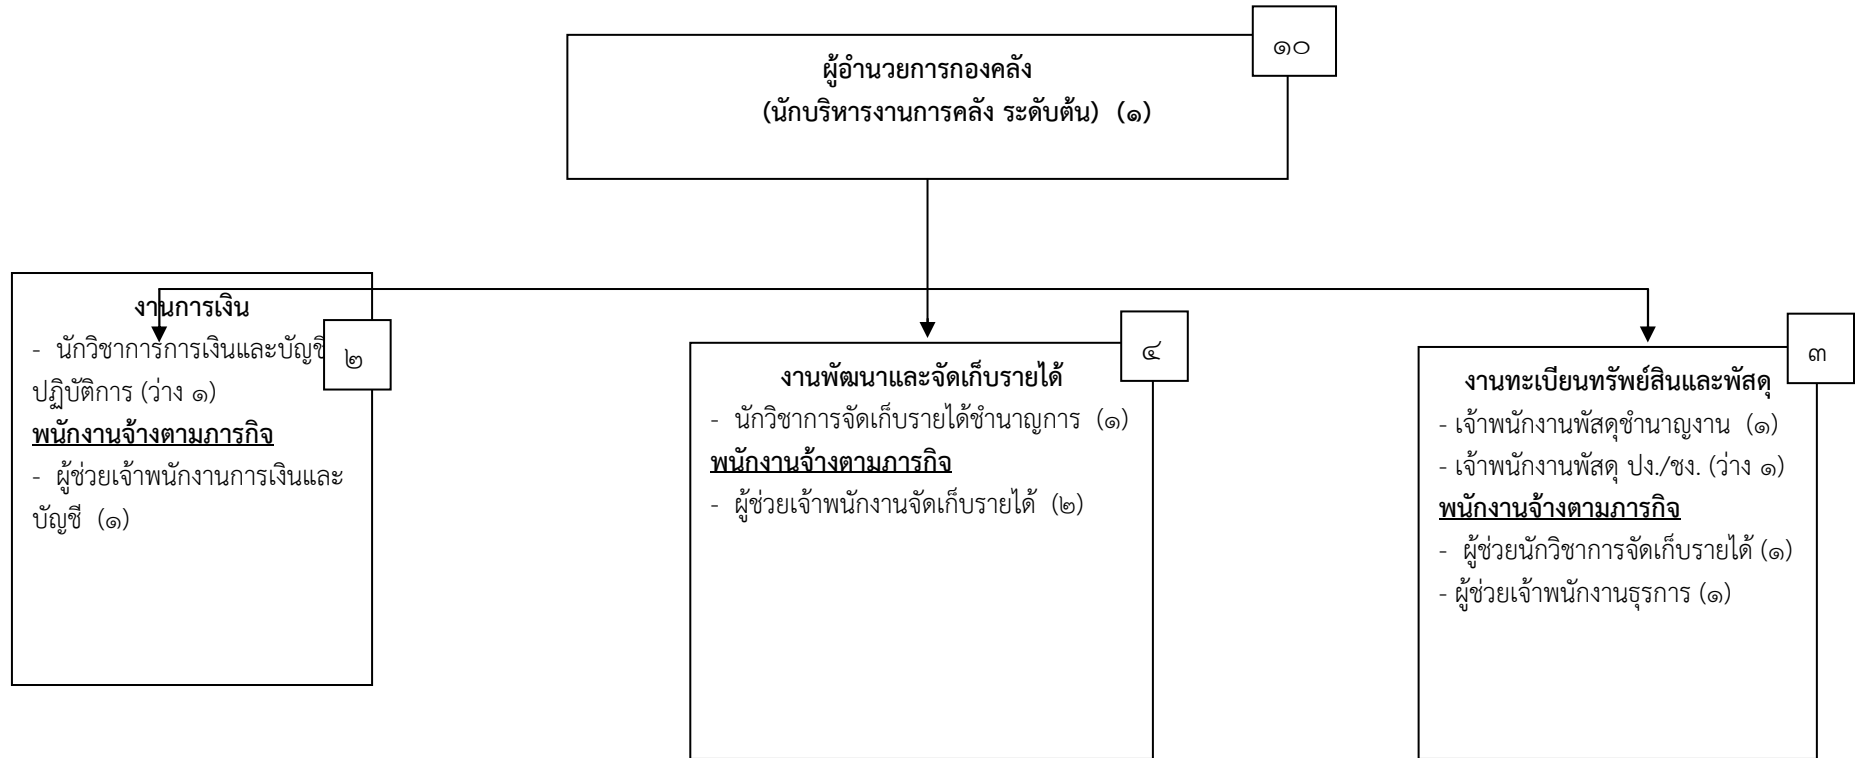 ๑๐
ผู้อำนวยการกองคลัง
(นักบริหารงานการคลัง ระดับต้น) (๑)
งานการเงิน
- นักวิชาการการเงินและบัญชี
ปฏิบัติการ (ว่าง ๑)
พนักงานจ้างตามภารกิจ
- ผู้ช่วยเจ้าพนักงานการเงินและ
บัญชี (๑)
๒
งานพัฒนาและจัดเก็บรายได้
- นักวิชาการจัดเก็บรายได้ชำนาญการ (๑)
พนักงานจ้างตามภารกิจ
- ผู้ช่วยเจ้าพนักงานจัดเก็บรายได้ (๒)
๔
งานทะเบียนทรัพย์สินและพัสดุ
- เจ้าพนักงานพัสดุชำนาญงาน (๑)
- เจ้าพนักงานพัสดุ ปง./ชง. (ว่าง ๑)
พนักงานจ้างตามภารกิจ
- ผู้ช่วยนักวิชาการจัดเก็บรายได้ (๑)
- ผู้ช่วยเจ้าพนักงานธุรการ (๑)
๓